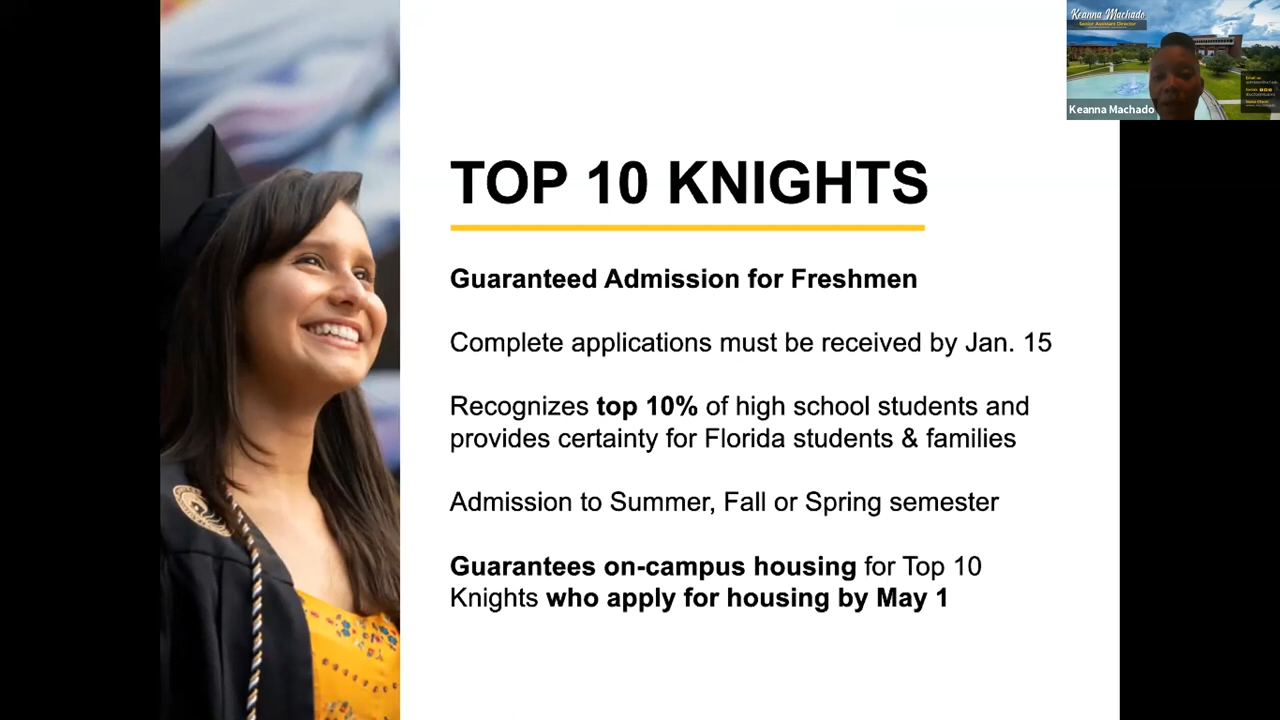 Keanna Machado
Senior Assistant Director
Keanna Machado
TOP 10 KNIGHTS
Guaranteed Admission for Freshmen
Complete applications must be received by Jan. 15
Recognizes top 10% of high school students and
provides certainty for Florida students & families
Admission to Summer, Fall or Spring semester
Guarantees on-campus housing for Top 10
Knights who apply for housing by May 1